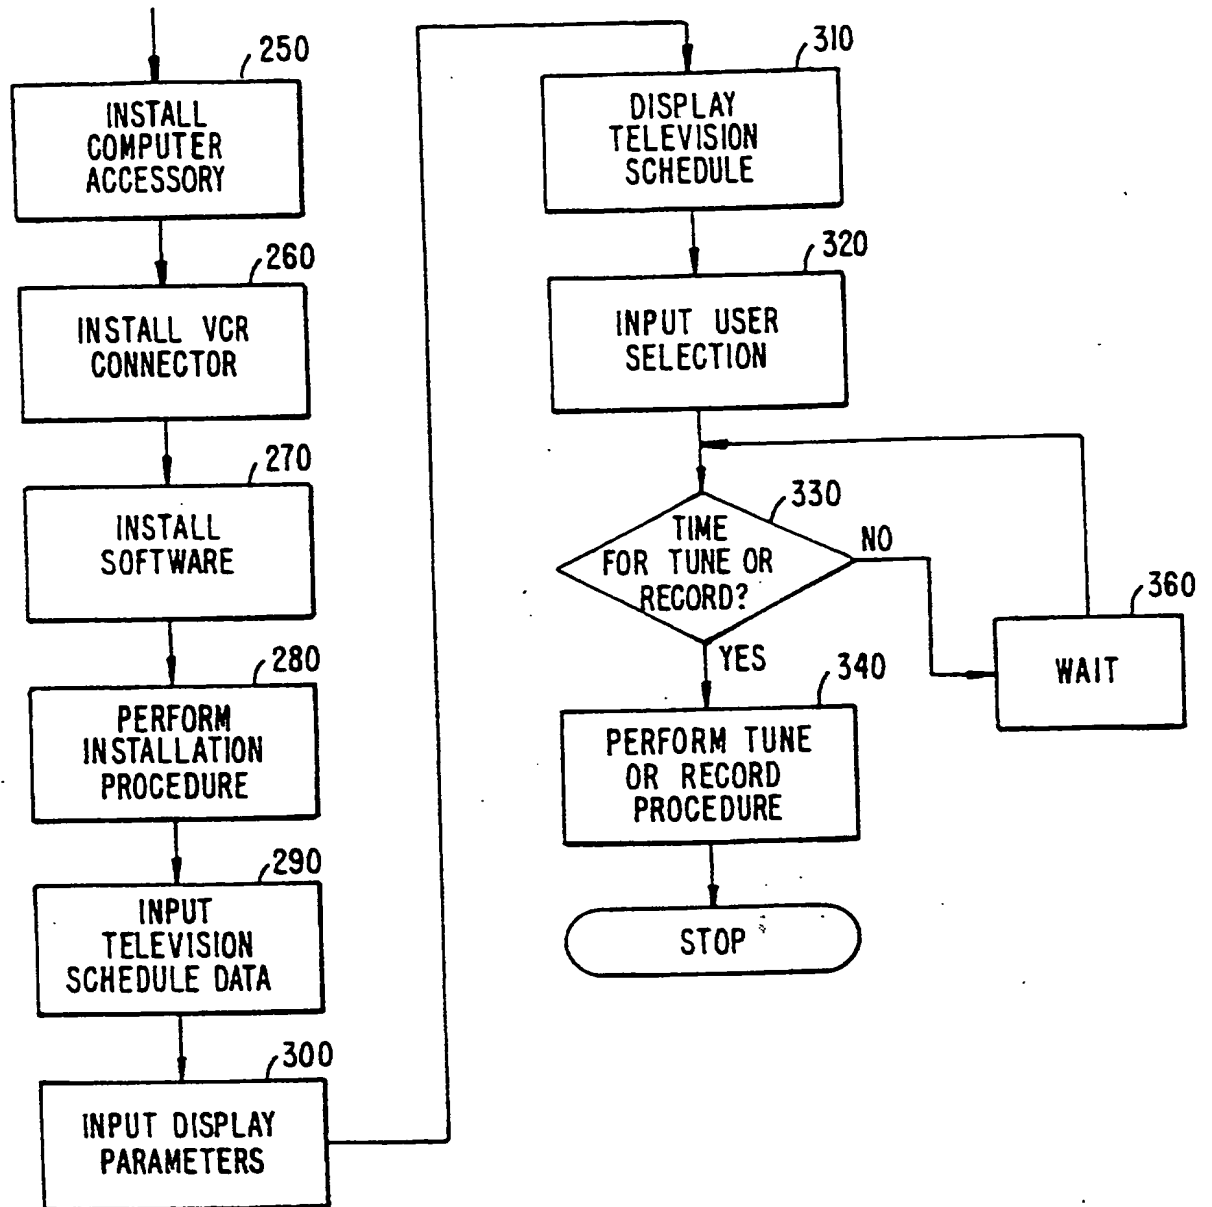 250
INSTALL
COMPUTER
ACCESSORY
260
INSTALL VCR
CONNECTOR
270
INSTALL
SOFTWARE
280
PERFORM
INSTALLATION
PROCEDURE
290
INPUT
TELEVISION
SCHEDULE DATA
300
INPUT DISPLAY
PARAMETERS
310
DISPLAY
TELEVISION
SCHEDULE
320
INPUT USER
SELECTION
330
TIME
FOR TUNE OR
RECORD?
NO
YES
360
WAIT
340
PERFORM TUNE
OR RECORD
PROCEDURE
STOP